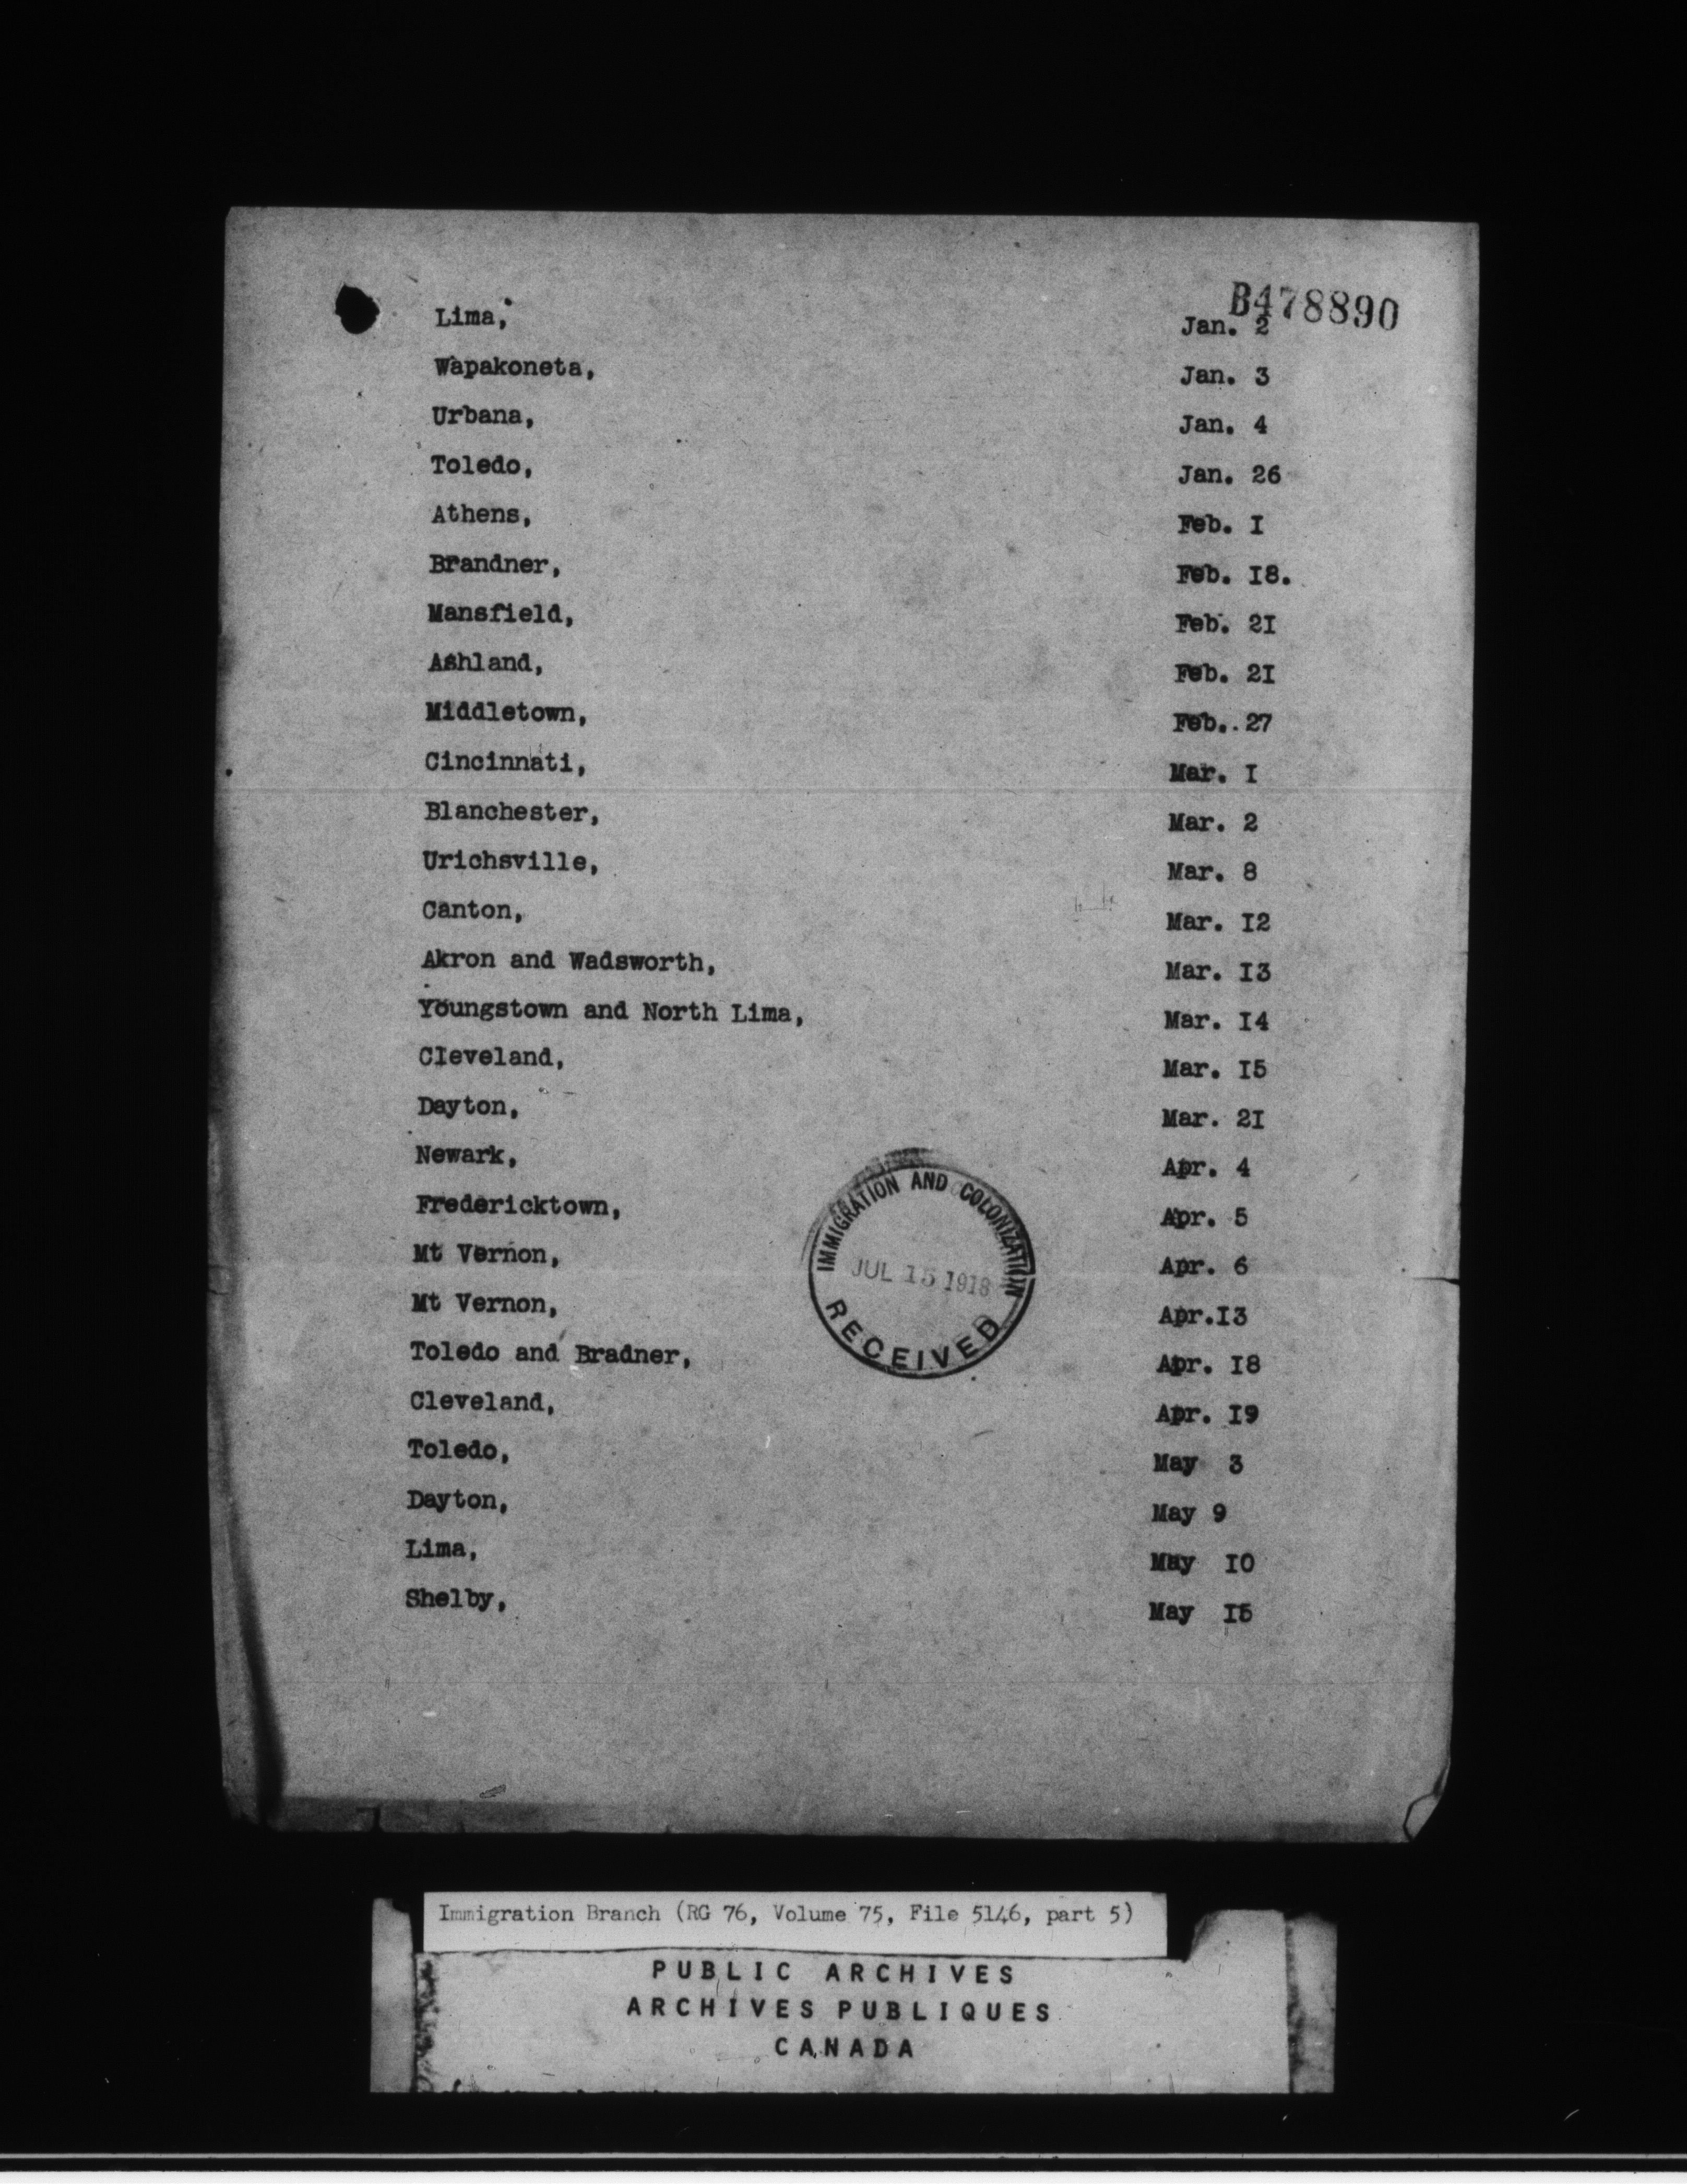 B478890
Lima, Jan. 2
Wapakoneta, Jan. 3
Urbana, Jan. 4
Toledo, Jan. 26
Athens, Feb. I
Brandner, Feb. I8.
Mansfield, Feb. 2I
Ashland, Feb. 2I
Middletown, Feb. 27
Cincinnati, Mar. I
Blanchester, Mar. 2
Urichsville, Mar. 8
Canton, Mar. I2
Akron and Wadsworth, Mar. I3
Youngstown and North Lima, Mar. I4
Cleveland, Mar. I5
Dayton, Mar. 2I
Newark, Apr. 4
Fredericktown, Apr. 5
Mt Vernon, Apr. 6
Mt Vernon, Apr.I3
Toledo and Bradner, Apr. I8
Cleveland, Apr. I9
Toledo, May 3
Dayton, May 9
Lima, May IO
Shelby, May I5
IMMIGRATION AND COLONIZATION
JUL 15 1918
RECEIVED
Immigration Branch (RG 76, Volume 75, File 5146, part 5)
PUBLIC ARCHIVES
ARCHIVES PUBLIQUES
CANADA